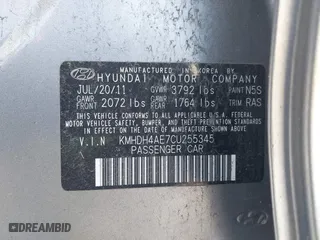 MANUFACTURED IN KOREA BY
HYUNDAI MOTOR COMPANY
JUL/20/11 GVWR 3792 lbs PAINT N5S
GAWR FRONT 2072 lbs GAWR REAR 1764 lbs TRIM RAS
THIS VEHICLE CONFORMS TO ALL APPLICABLE U.S.A FEDERAL
MOTOR VEHICLE SAFETY, BUMPER, AND THEFT PREVENTION
STANDARDS IN EFFECT ON THE DATE OF MANUFACTURE
SHOWN ABOVE.
V.I.N KMHDH4AE7CU255345
PASSENGER CAR